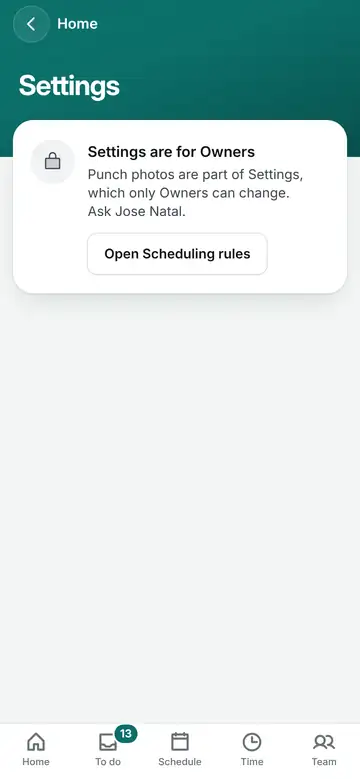 Home
Settings
Settings are for Owners
Punch photos are part of Settings,
which only Owners can change.
Ask Jose Natal.
Open Scheduling rules
13
Home
To do
Schedule
Time
Team